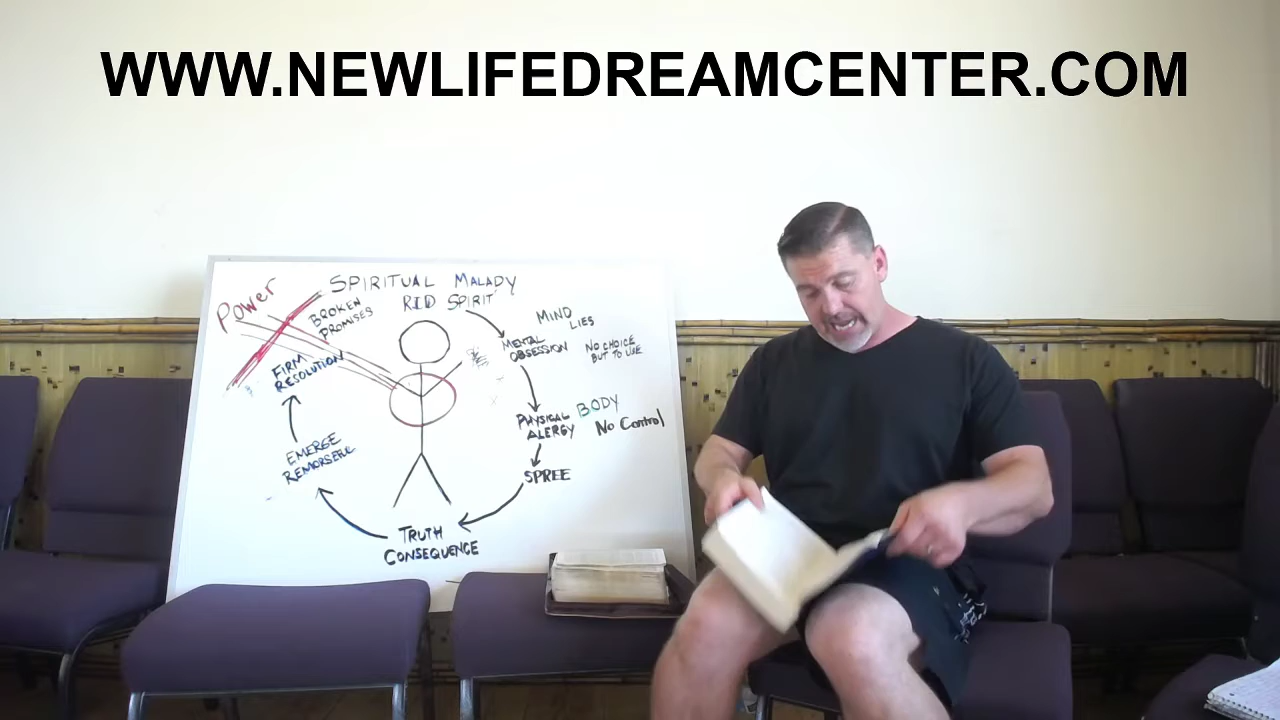 WWW.NEWLIFEDREAMCENTER.COM
SPIRITUAL MALADY
RID SPIRIT
Power
BROKEN
PROMISES
MIND
LIES
MENTAL
OBSESSION
NO CHOICE
BUT TO USE
FIRM
RESOLUTION
BODY
PHYSICAL
ALERGY
No Control
EMERGE
REMORSEFUL
SPREE
TRUTH
CONSEQUENCE